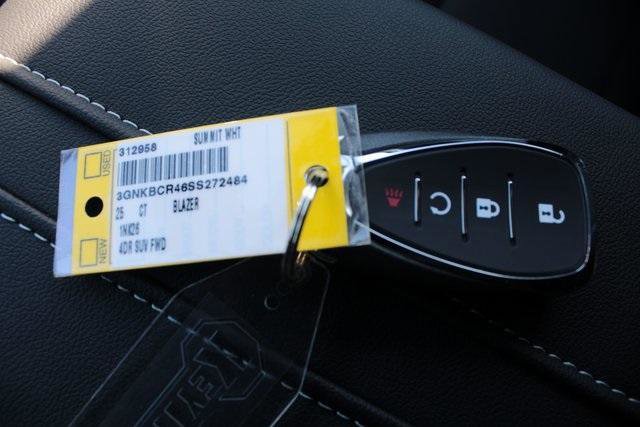 USED
NEW
312958 SUMMIT WHT
3GNKBCR46SS272484
25 CT BLAZER
1NK26
4DR SUV FWD